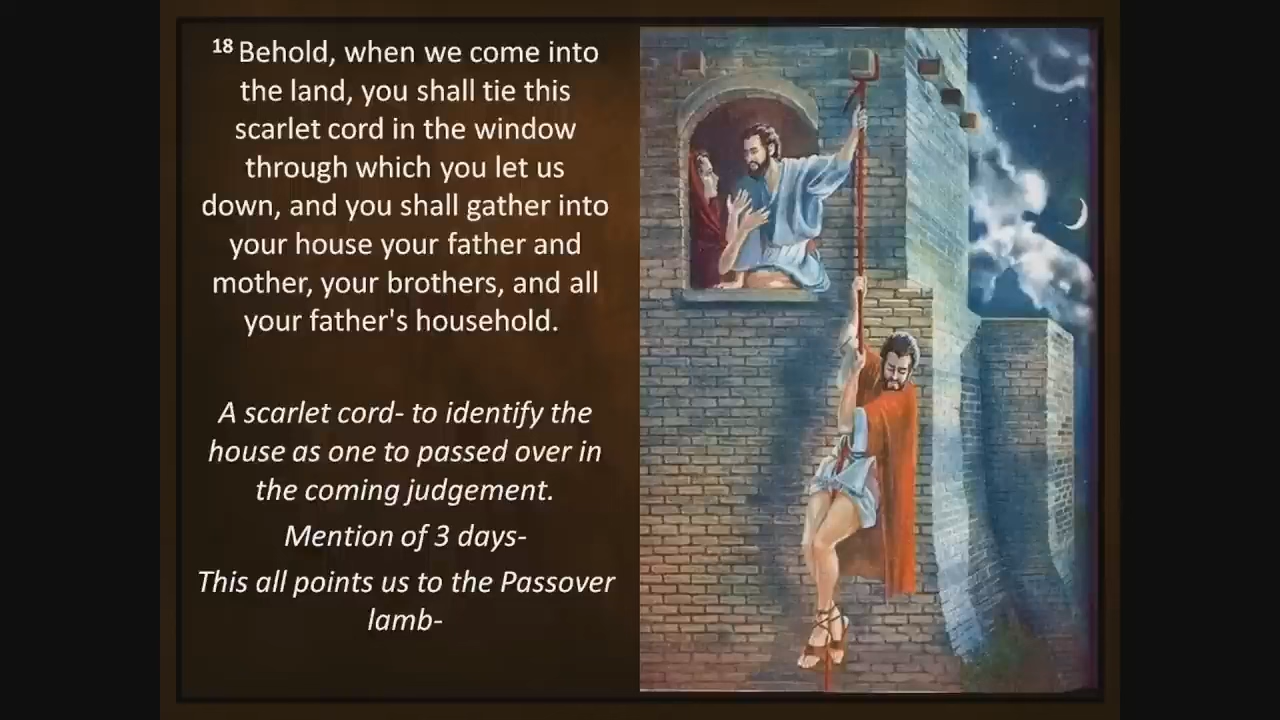 18 Behold, when we come into
the land, you shall tie this
scarlet cord in the window
through which you let us
down, and you shall gather into
your house your father and
mother, your brothers, and all
your father's household.
A scarlet cord- to identify the
house as one to passed over in
the coming judgement.
Mention of 3 days-
This all points us to the Passover
lamb-